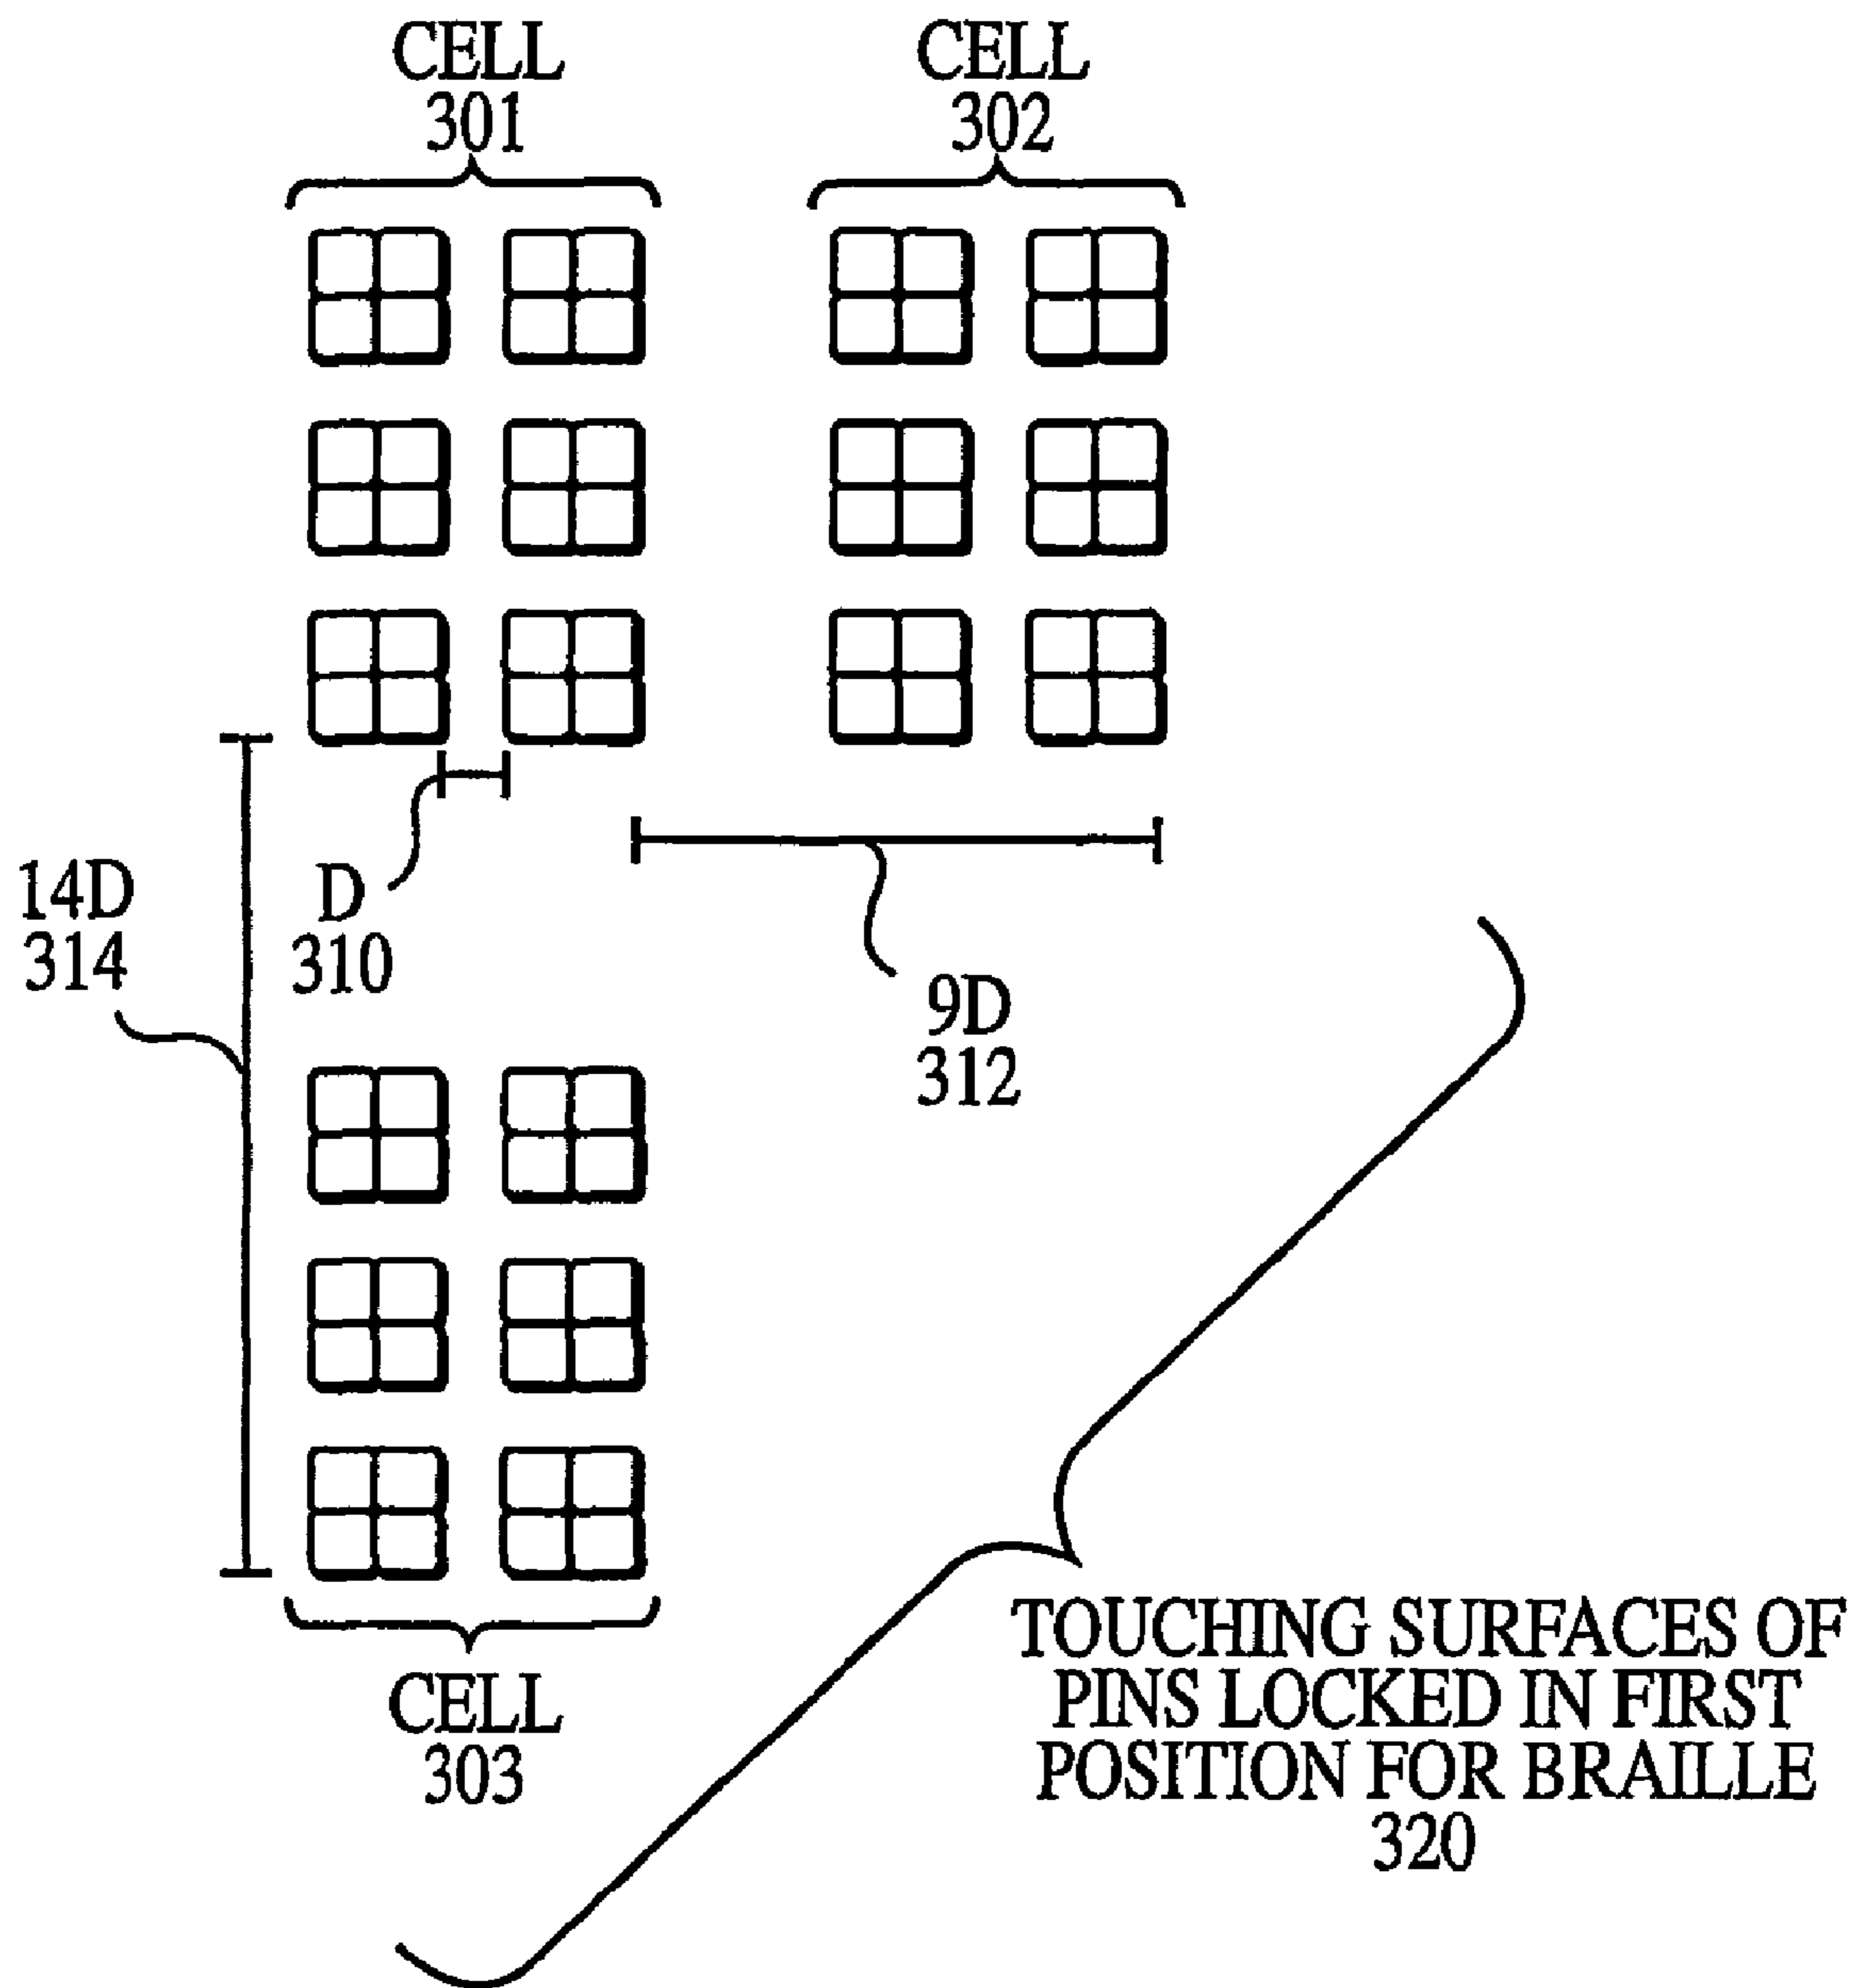 CELL
301
CELL
302
14D
314
D
310
9D
312
CELL
303
TOUCHING SURFACES OF
PINS LOCKED IN FIRST
POSITION FOR BRAILLE
320